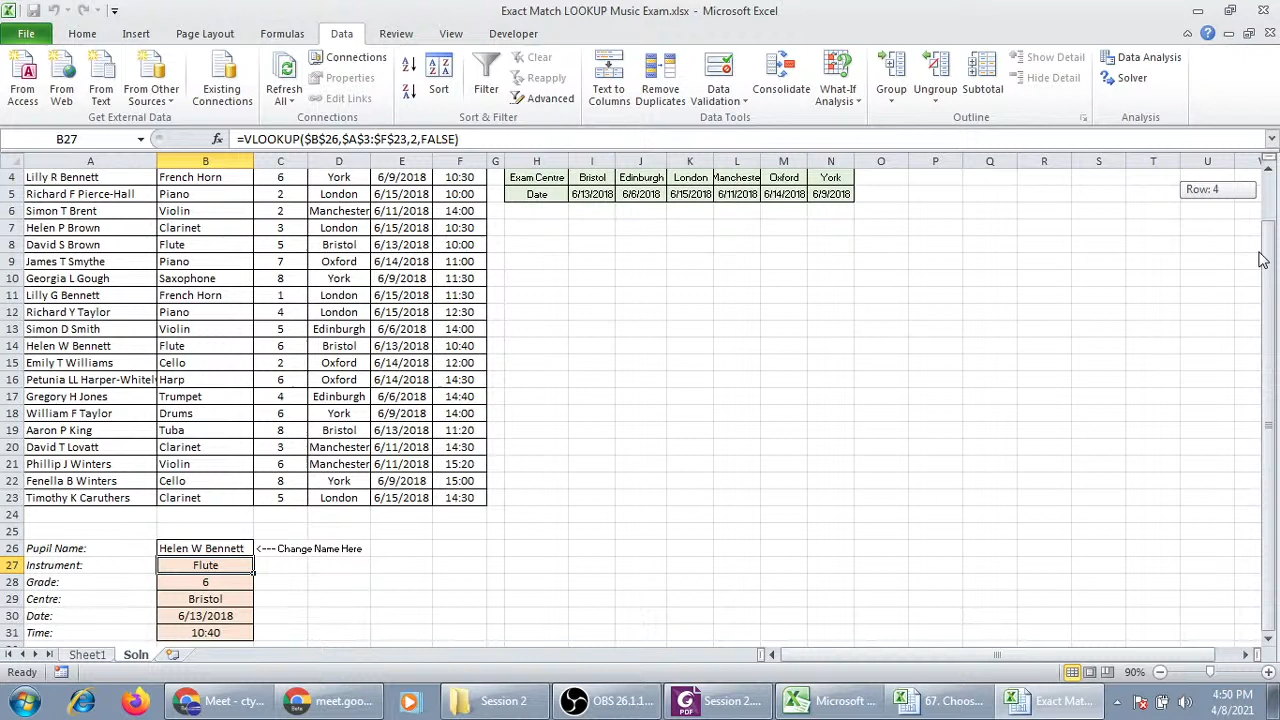 Exact Match LOOKUP Music Exam.xlsx - Microsoft Excel
File Home Insert Page Layout Formulas Data Review View Developer
From Access From Web From Text From Other Sources Existing Connections
Get External Data
Refresh All Connections Properties Edit Links
Connections
Sort Filter Clear Reapply Advanced
Sort & Filter
Text to Columns Remove Duplicates Data Validation Consolidate What-If Analysis
Data Tools
Group Ungroup Subtotal Show Detail Hide Detail
Outline
Data Analysis Solver
Analysis
B27 fx =VLOOKUP($B$26,$A$3:$F$23,2,FALSE)
A B C D E F G H I J K L M N O P Q R S T U
4 Lilly R Bennett French Horn 6 York 6/9/2018 10:30 Exam Centre Bristol Edinburgh London Mancheste Oxford York
5 Richard F Pierce-Hall Piano 2 London 6/15/2018 10:00 Date 6/13/2018 6/6/2018 6/15/2018 6/11/2018 6/14/2018 6/9/2018
Row: 4
6 Simon T Brent Violin 2 Manchester 6/11/2018 14:00
7 Helen P Brown Clarinet 3 London 6/15/2018 10:30
8 David S Brown Flute 5 Bristol 6/13/2018 10:00
9 James T Smythe Piano 7 Oxford 6/14/2018 11:00
10 Georgia L Gough Saxophone 8 York 6/9/2018 11:30
11 Lilly G Bennett French Horn 1 London 6/15/2018 11:30
12 Richard Y Taylor Piano 4 London 6/15/2018 12:30
13 Simon D Smith Violin 5 Edinburgh 6/6/2018 14:00
14 Helen W Bennett Flute 6 Bristol 6/13/2018 10:40
15 Emily T Williams Cello 2 Oxford 6/14/2018 12:00
16 Petunia LL Harper-Whitely Harp 6 Oxford 6/14/2018 14:30
17 Gregory H Jones Trumpet 4 Edinburgh 6/6/2018 14:40
18 William F Taylor Drums 6 York 6/9/2018 14:00
19 Aaron P King Tuba 8 Bristol 6/13/2018 11:20
20 David T Lovatt Clarinet 3 Manchester 6/11/2018 14:30
21 Phillip J Winters Violin 6 Manchester 6/11/2018 15:20
22 Fenella B Winters Cello 8 York 6/9/2018 15:00
23 Timothy K Caruthers Clarinet 5 London 6/15/2018 14:30
24
25
26 Pupil Name: Helen W Bennett <--- Change Name Here
27 Instrument: Flute
28 Grade: 6
29 Centre: Bristol
30 Date: 6/13/2018
31 Time: 10:40
Sheet1 Soln
Ready 90%
Meet - cty... meet.goo... Session 2 OBS 26.1.1... Session 2.... Microsoft ... 67. Choos... Exact Mat... 4:50 PM
4/8/2021